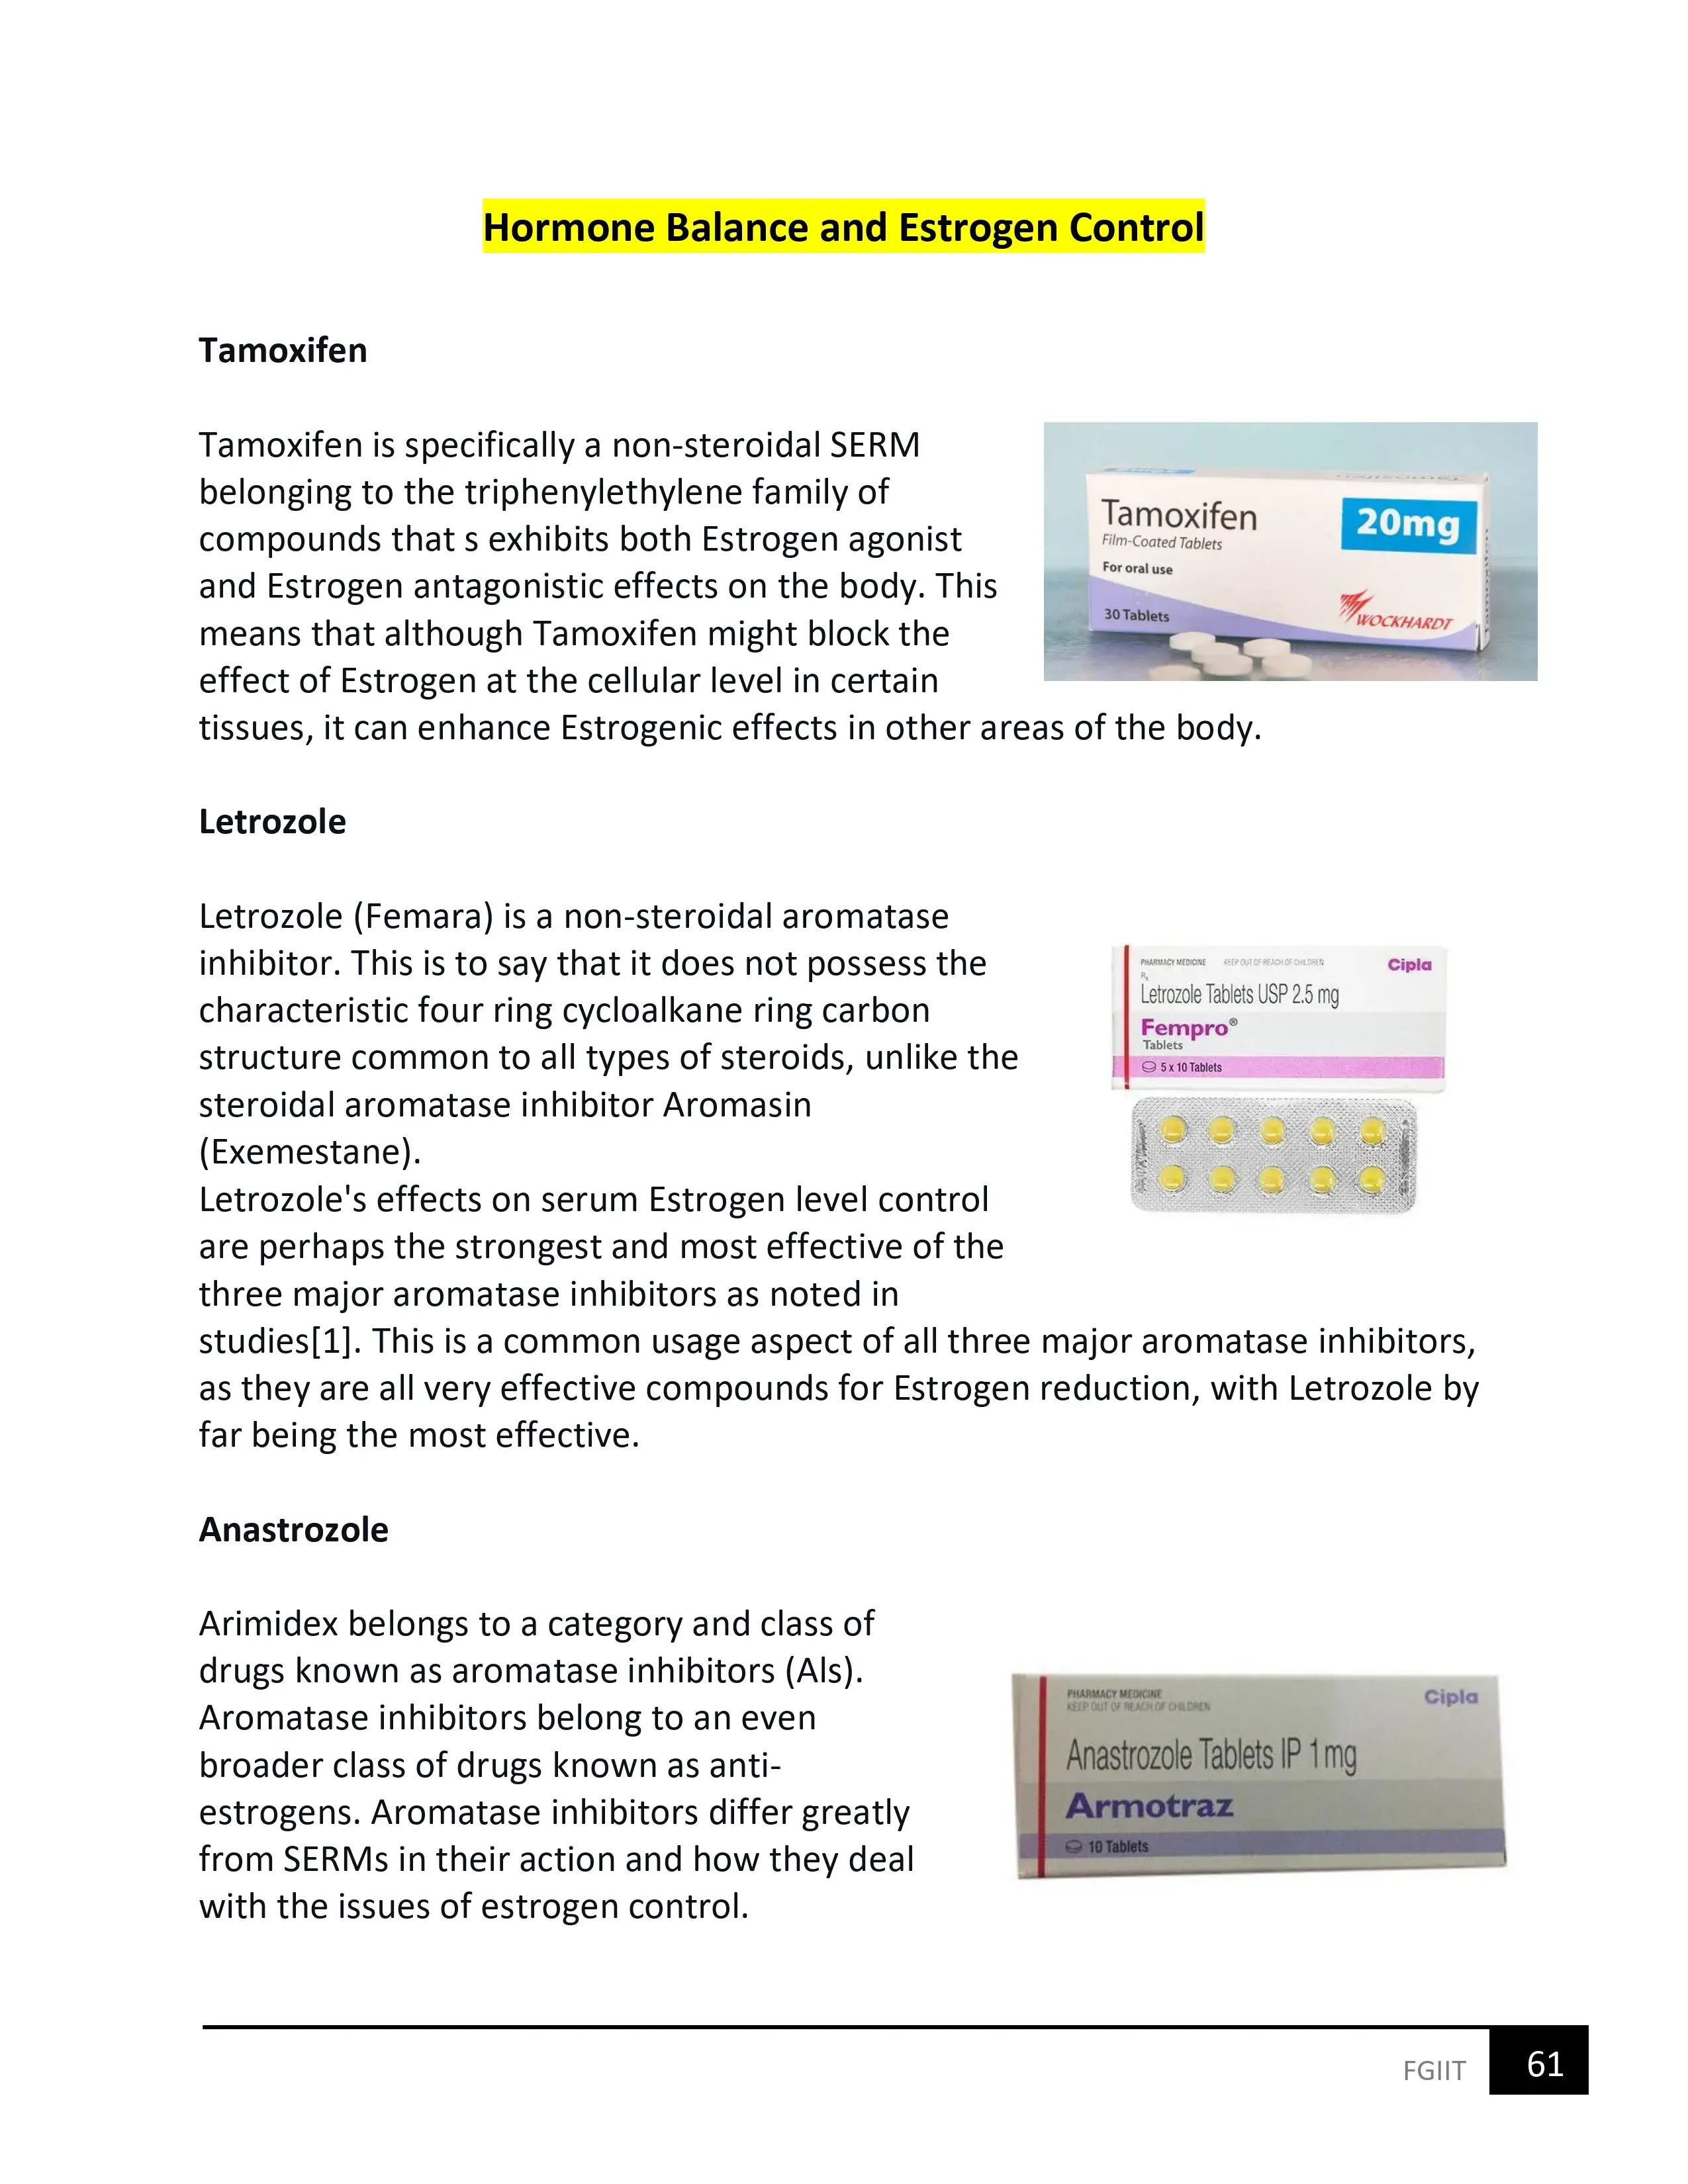 Hormone Balance and Estrogen Control
Tamoxifen
Tamoxifen is specifically a non-steroidal SERM
belonging to the triphenylethylene family of
compounds that s exhibits both Estrogen agonist
and Estrogen antagonistic effects on the body. This
means that although Tamoxifen might block the
effect of Estrogen at the cellular level in certain
tissues, it can enhance Estrogenic effects in other areas of the body.
Tamoxifen
20mg
Film-Coated Tablets
For oral use
30 Tablets
WOCKHARDT
Letrozole
Letrozole (Femara) is a non-steroidal aromatase
inhibitor. This is to say that it does not possess the
characteristic four ring cycloalkane ring carbon
structure common to all types of steroids, unlike the
steroidal aromatase inhibitor Aromasin
(Exemestane).
Letrozole's effects on serum Estrogen level control
are perhaps the strongest and most effective of the
three major aromatase inhibitors as noted in
studies[1]. This is a common usage aspect of all three major aromatase inhibitors,
as they are all very effective compounds for Estrogen reduction, with Letrozole by
far being the most effective.
PHARMACY MEDICINE KEEP OUT OF REACH OF CHILDREN
Cipla
Rx
Letrozole Tablets USP 2.5 mg
Fempro®
Tablets
5 x 10 Tablets
Anastrozole
Arimidex belongs to a category and class of
drugs known as aromatase inhibitors (AIs).
Aromatase inhibitors belong to an even
broader class of drugs known as anti-
estrogens. Aromatase inhibitors differ greatly
from SERMs in their action and how they deal
with the issues of estrogen control.
PHARMACY MEDICINE
KEEP OUT OF REACH OF CHILDREN
Cipla
Anastrozole Tablets IP 1 mg
Armotraz
10 Tablets
FGIIT
61